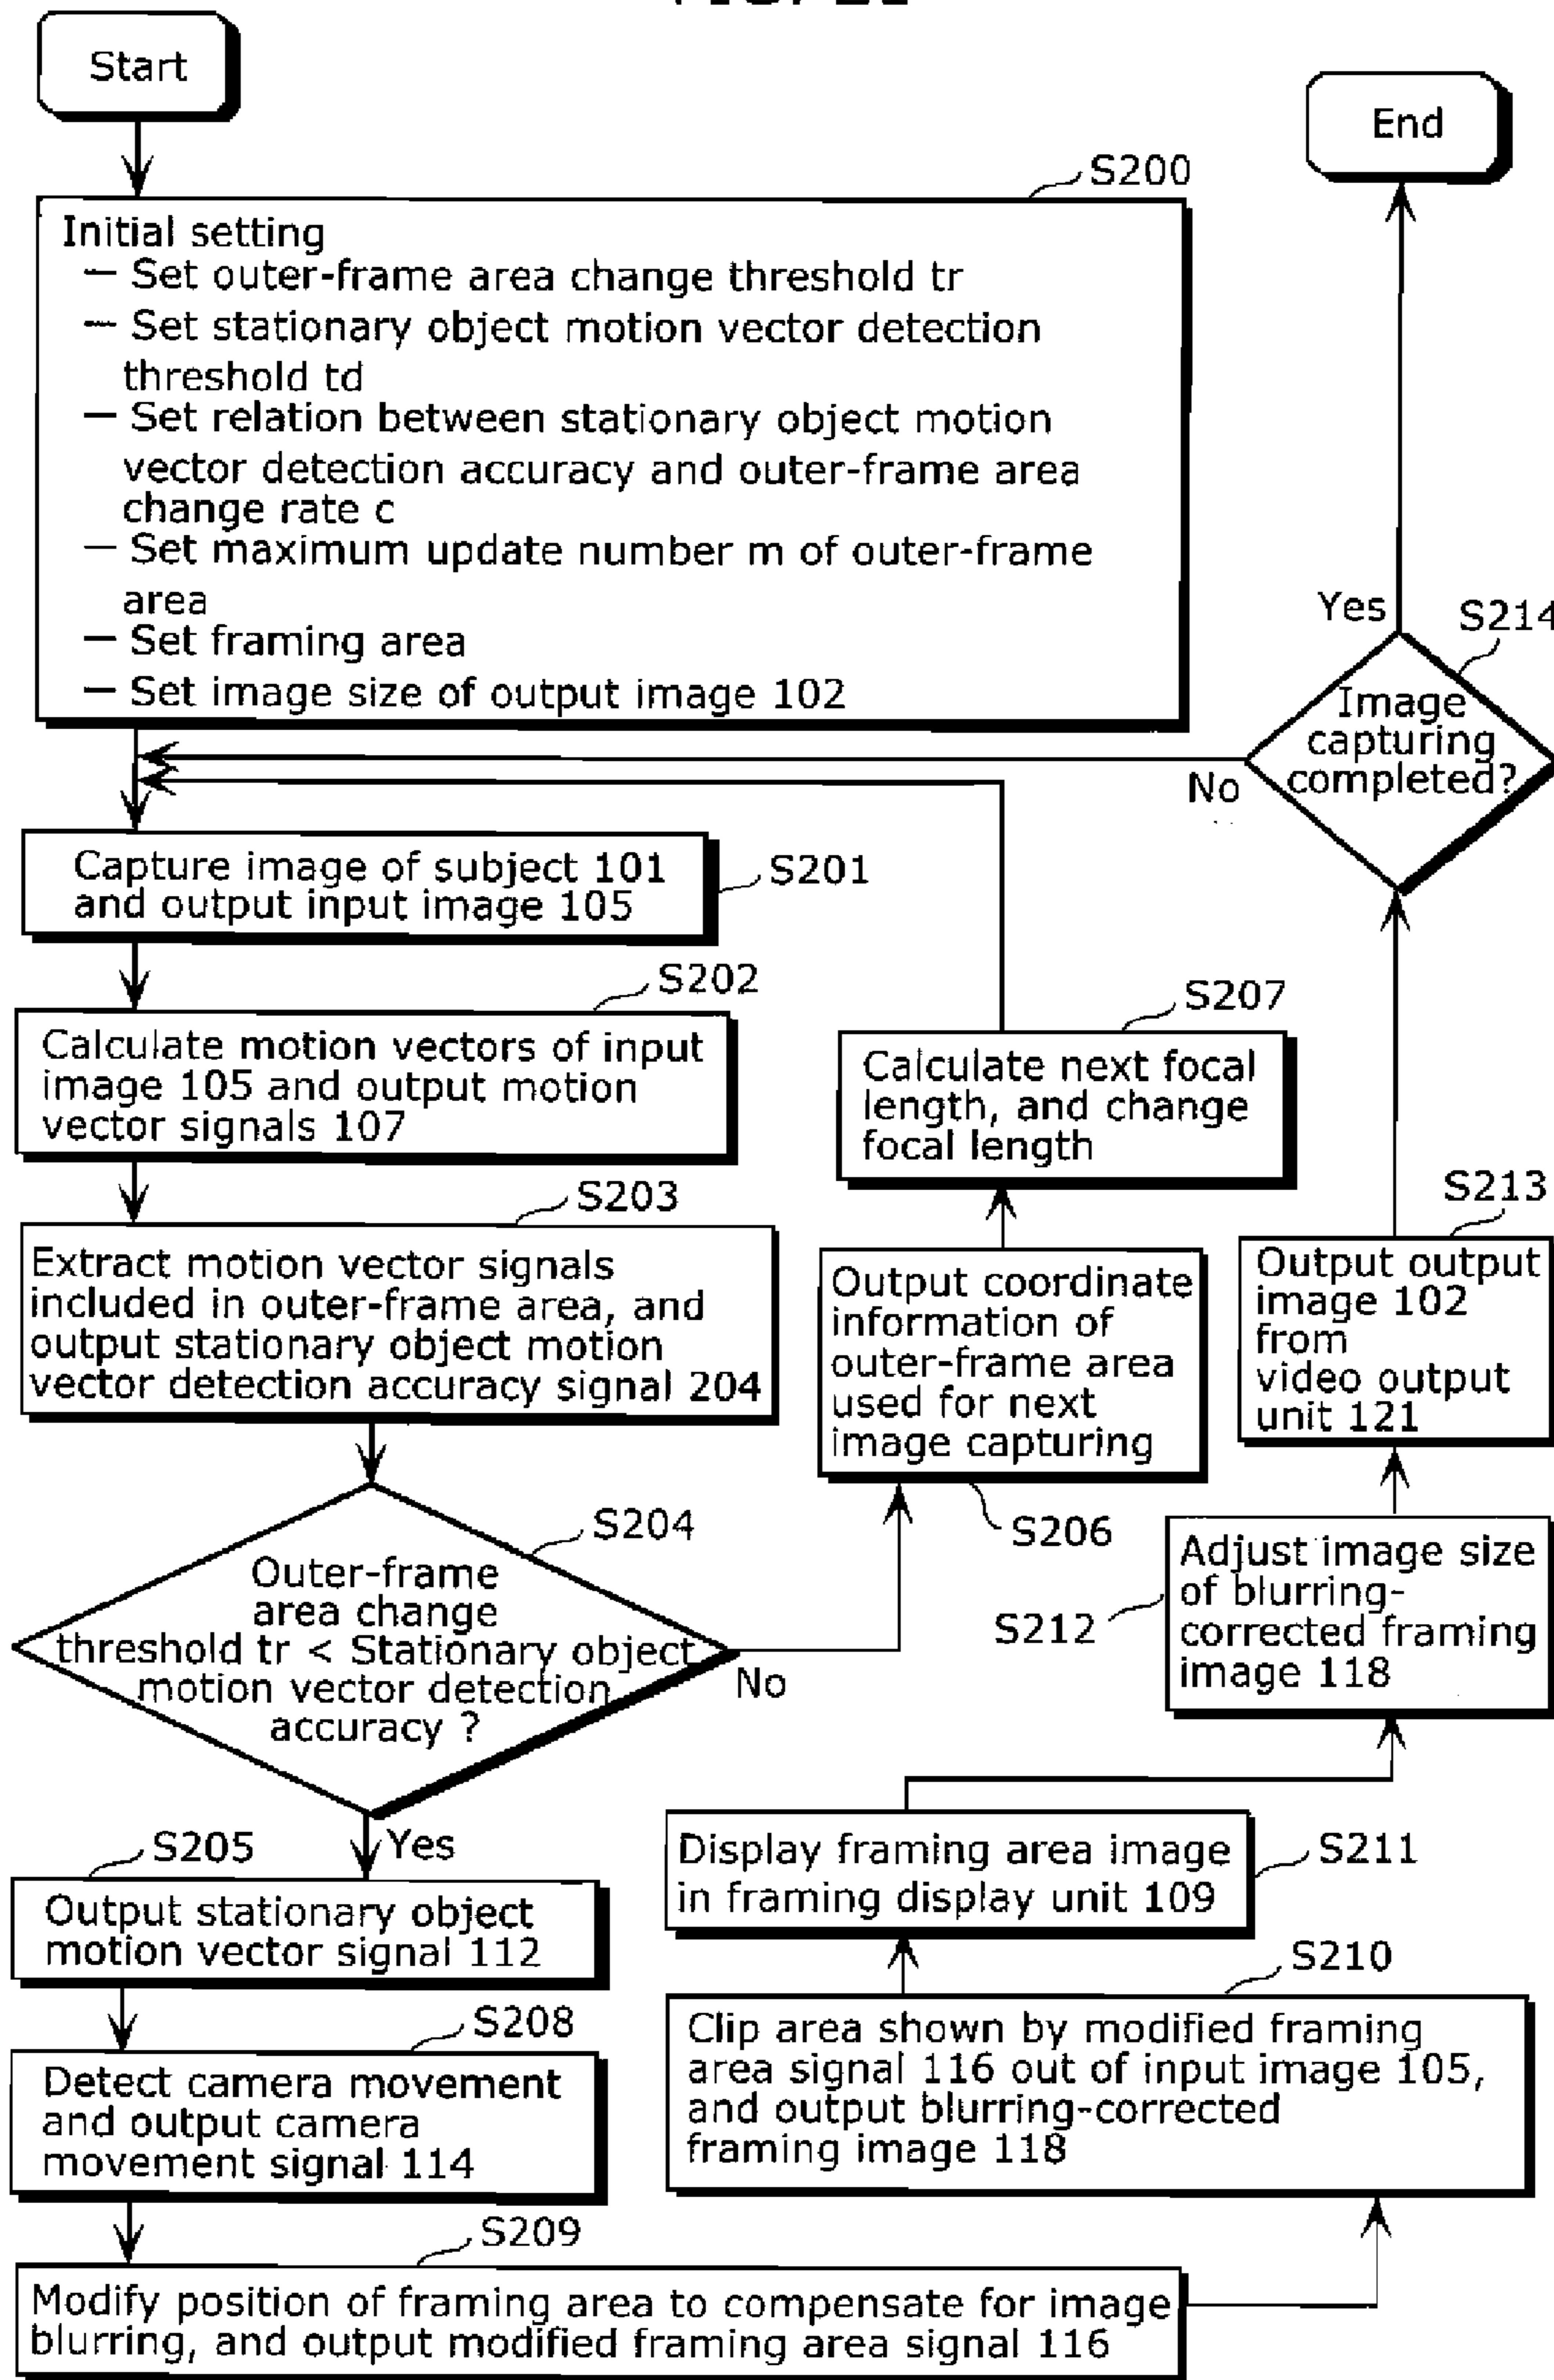 Start
End
S200
Initial setting
— Set outer-frame area change threshold tr
— Set stationary object motion vector detection
threshold td
— Set relation between stationary object motion
vector detection accuracy and outer-frame area
change rate c
— Set maximum update number m of outer-frame
area
— Set framing area
— Set image size of output image 102
Yes
S214
Image
capturing
completed?
No
Capture image of subject 101
and output input image 105
S201
S202
Calculate motion vectors of input
image 105 and output motion
vector signals 107
S207
Calculate next focal
length, and change
focal length
S203
Extract motion vector signals
included in outer-frame area, and
output stationary object motion
vector detection accuracy signal 204
Output coordinate
information of
outer-frame area
used for next
image capturing
S206
S213
Output output
image 102
from
video output
unit 121
S204
Outer-frame
area change
threshold tr < Stationary object
motion vector detection
accuracy ?
No
Yes
S212
Adjust image size
of blurring-
corrected framing
image 118
S205
Output stationary object
motion vector signal 112
Display framing area image
in framing display unit 109
S211
S208
Detect camera movement
and output camera
movement signal 114
S210
Clip area shown by modified framing
area signal 116 out of input image 105,
and output blurring-corrected
framing image 118
S209
Modify position of framing area to compensate for image
blurring, and output modified framing area signal 116